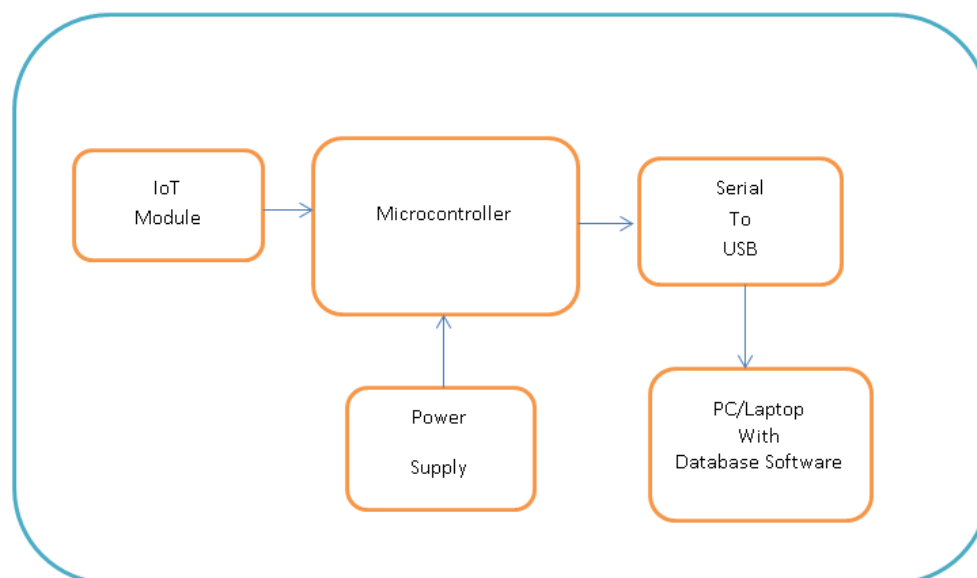 IoT
Module
Microcontroller
Serial
To
USB
Power
Supply
PC/Laptop
With
Database Software